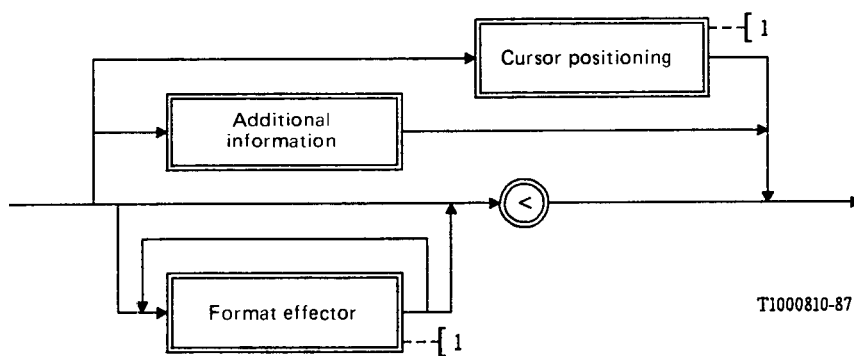 1
Cursor positioning
Additional
information
<
Format effector
1
T1000810-87